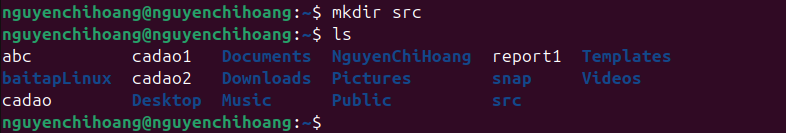 nguyenchihoang@nguyenchihoang:~$ mkdir src
nguyenchihoang@nguyenchihoang:~$ ls
abc cadao1 Documents NguyenChiHoang report1 Templates
baitapLinux cadao2 Downloads Pictures snap Videos
cadao Desktop Music Public src
nguyenchihoang@nguyenchihoang:~$